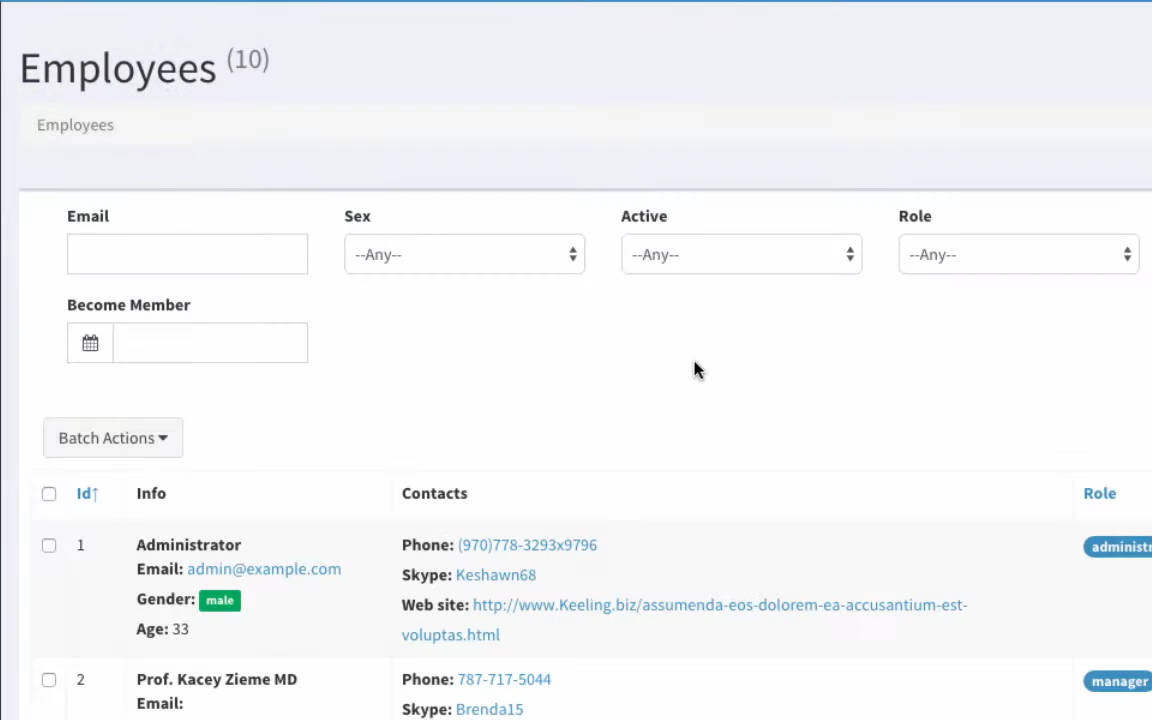 Employees (10)
Employees
Email Sex Active Role
--Any-- --Any-- --Any--
Become Member
Batch Actions
Id↑ Info Contacts Role
1 Administrator Phone: (970)778-3293x9796 administr
Email: admin@example.com Skype: Keshawn68
Gender: male Web site: http://www.Keeling.biz/assumenda-eos-dolorem-ea-accusantium-est-
Age: 33 voluptas.html
2 Prof. Kacey Zieme MD Phone: 787-717-5044 manager
Email: Skype: Brenda15